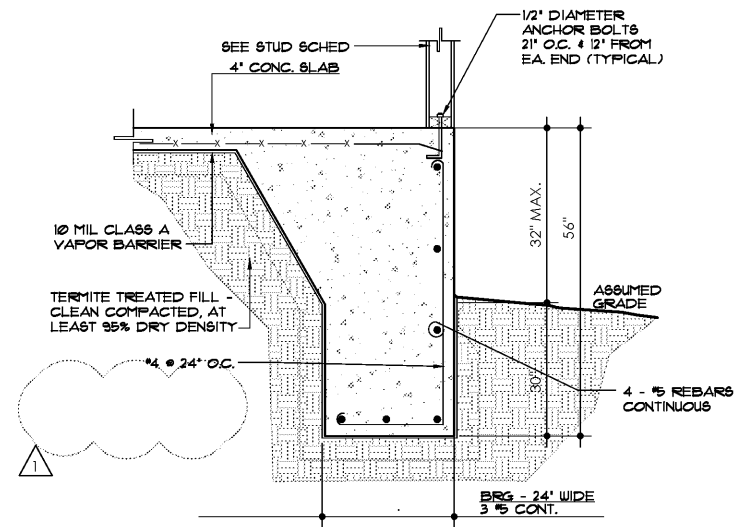 1/2" DIAMETER
ANCHOR BOLTS
21" O.C. & 12" FROM
EA. END (TYPICAL)
SEE STUD SCHED
4" CONC. SLAB
32" MAX.
56"
10 MIL CLASS A
VAPOR BARRIER
ASSUMED
GRADE
TERMITE TREATED FILL -
CLEAN COMPACTED, AT
LEAST 95% DRY DENSITY
#4 @ 24" O.C.
30"
4 - #5 REBARS
CONTINUOUS
1
BRG - 24" WIDE
3 #5 CONT.